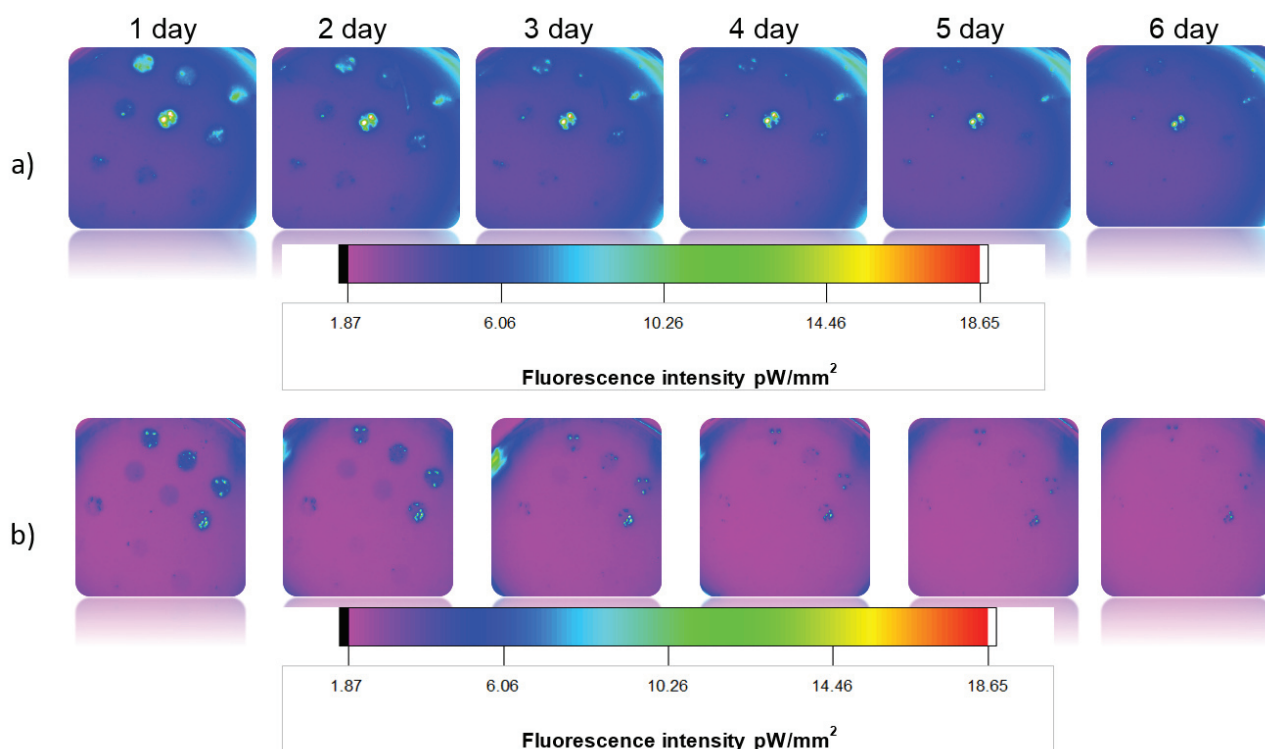 1 day 2 day 3 day 4 day 5 day 6 day
a)
1.87 6.06 10.26 14.46 18.65
Fluorescence intensity pW/mm²
b)
1.87 6.06 10.26 14.46 18.65
Fluorescence intensity pW/mm²